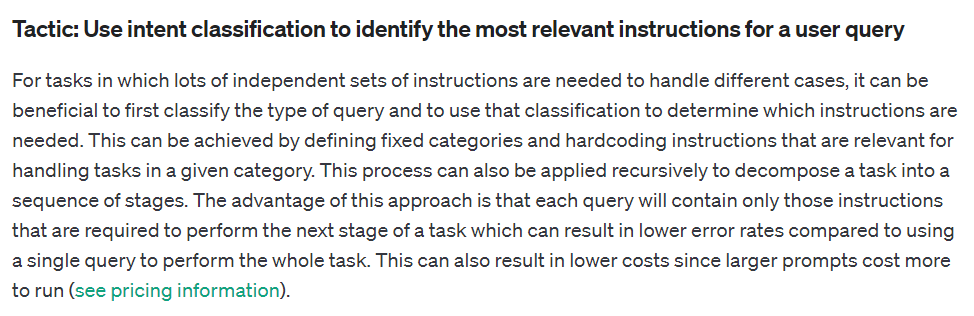 Tactic: Use intent classification to identify the most relevant instructions for a user query
For tasks in which lots of independent sets of instructions are needed to handle different cases, it can be
beneficial to first classify the type of query and to use that classification to determine which instructions are
needed. This can be achieved by defining fixed categories and hardcoding instructions that are relevant for
handling tasks in a given category. This process can also be applied recursively to decompose a task into a
sequence of stages. The advantage of this approach is that each query will contain only those instructions
that are required to perform the next stage of a task which can result in lower error rates compared to using
a single query to perform the whole task. This can also result in lower costs since larger prompts cost more
to run (see pricing information).